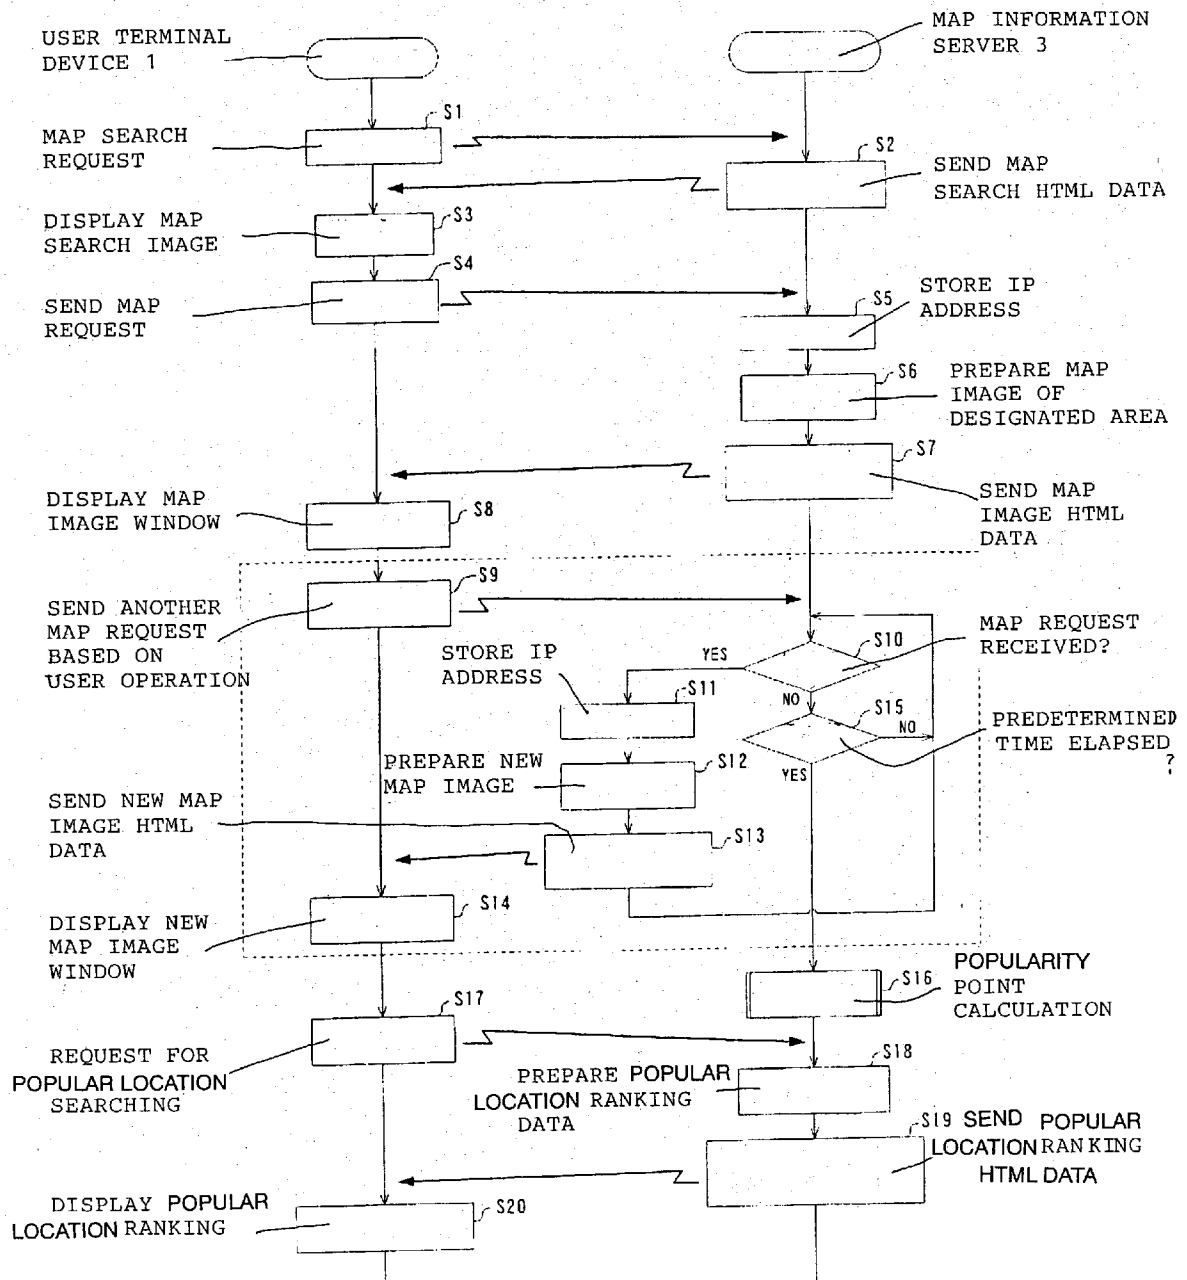 USER TERMINAL
DEVICE 1
MAP INFORMATION
SERVER 3
S1
MAP SEARCH
REQUEST
S2
SEND MAP
SEARCH HTML DATA
DISPLAY MAP
SEARCH IMAGE
S3
S4
SEND MAP
REQUEST
STORE IP
ADDRESS
S5
S6
PREPARE MAP
IMAGE OF
DESIGNATED AREA
S7
SEND MAP
IMAGE HTML
DATA
DISPLAY MAP
IMAGE WINDOW
S8
S9
SEND ANOTHER
MAP REQUEST
BASED ON
USER OPERATION
MAP REQUEST
RECEIVED?
S10
YES
NO
STORE IP
ADDRESS
S11
S15
NO
YES
PREDETERMINED
TIME ELAPSED
?
PREPARE NEW
MAP IMAGE
S12
SEND NEW MAP
IMAGE HTML
DATA
S13
S14
DISPLAY NEW
MAP IMAGE
WINDOW
S16
POPULARITY
POINT
CALCULATION
S17
REQUEST FOR
POPULAR LOCATION
SEARCHING
S18
PREPARE POPULAR
LOCATION RANKING
DATA
S19 SEND POPULAR
LOCATION RANKING
HTML DATA
DISPLAY POPULAR
LOCATION RANKING
S20